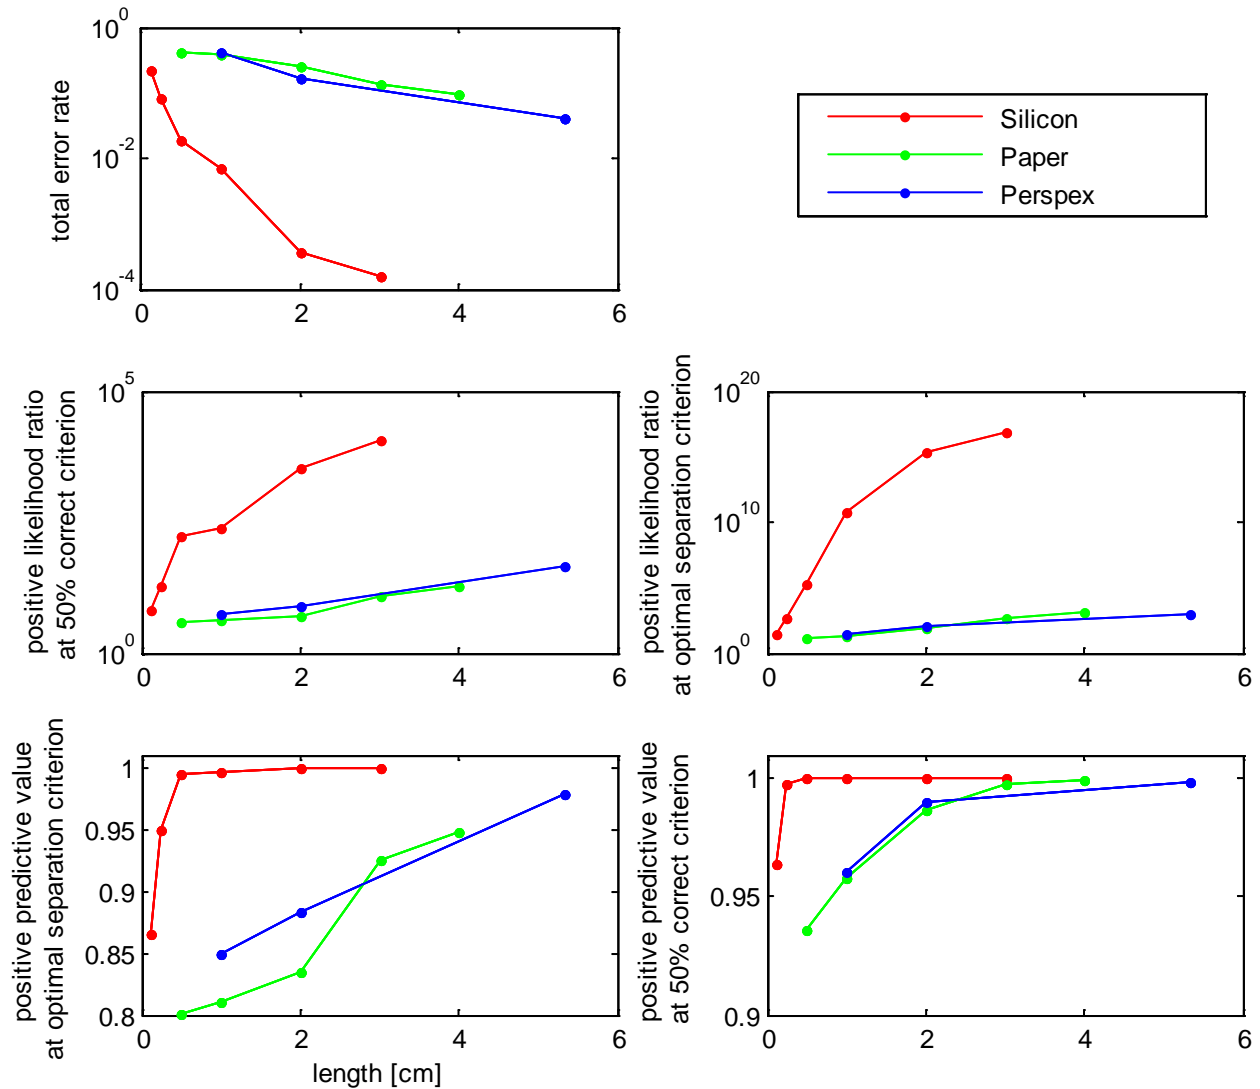 10^0
10^-2
10^-4
total error rate
0 2 4 6
Silicon
Paper
Perspex
10^5
10^0
positive likelihood ratio
at 50% correct criterion
0 2 4 6
10^20
10^10
10^0
positive likelihood ratio
at optimal separation criterion
0 2 4 6
1
0.95
0.9
0.85
0.8
positive predictive value
at optimal separation criterion
0 2 4 6
length [cm]
1
0.95
0.9
positive predictive value
at 50% correct criterion
0 2 4 6